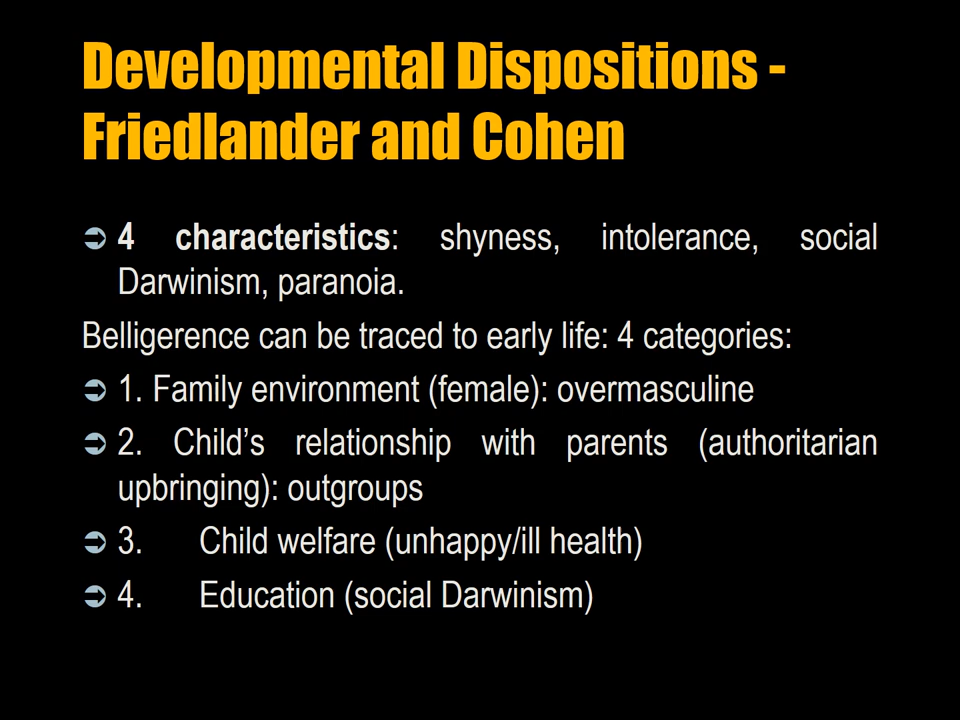 Developmental Dispositions -
Friedlander and Cohen
➲ 4 characteristics: shyness, intolerance, social
Darwinism, paranoia.
Belligerence can be traced to early life: 4 categories:
➲ 1. Family environment (female): overmasculine
➲ 2. Child’s relationship with parents (authoritarian
upbringing): outgroups
➲ 3. Child welfare (unhappy/ill health)
➲ 4. Education (social Darwinism)